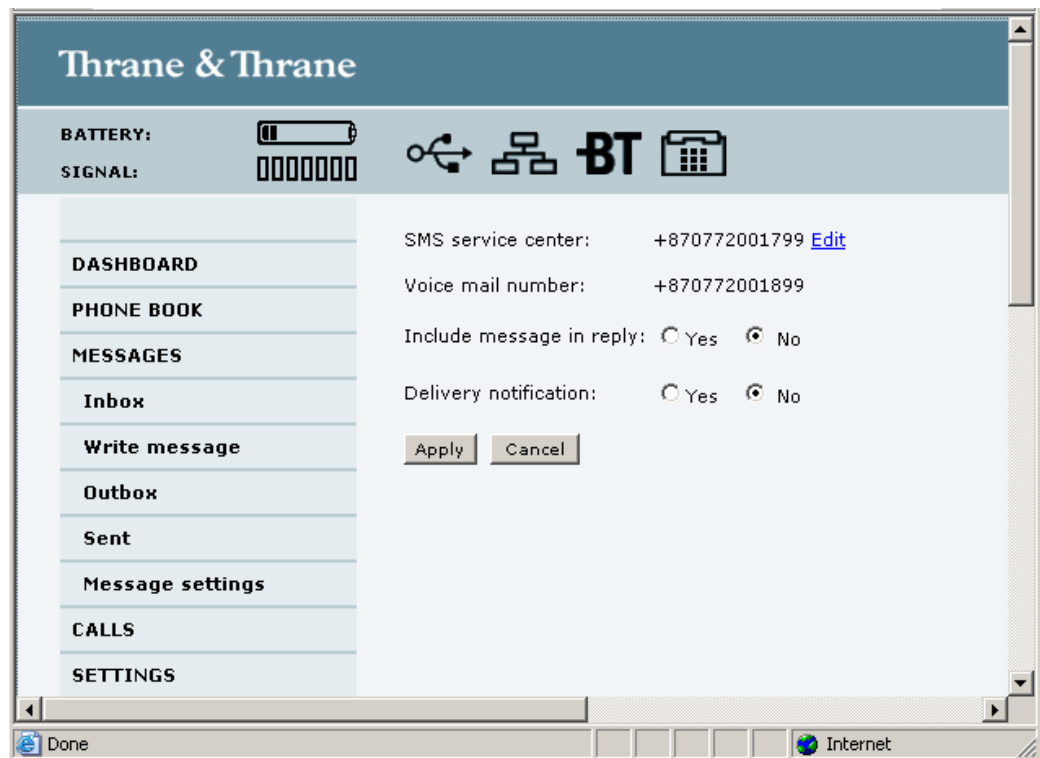 Thrane & Thrane
BATTERY:
SIGNAL:
BT
DASHBOARD
PHONE BOOK
MESSAGES
Inbox
Write message
Outbox
Sent
Message settings
CALLS
SETTINGS
SMS service center: +870772001799 Edit
Voice mail number: +870772001899
Include message in reply: Yes No
Delivery notification: Yes No
Apply Cancel
Done Internet